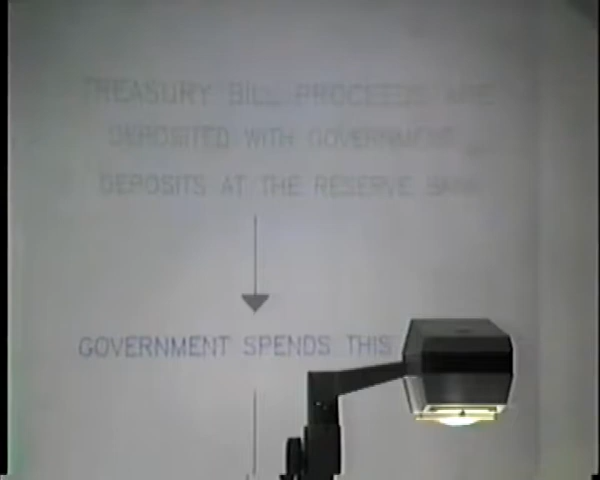 TREASURY BILL PROCEEDS ARE
DEPOSITED WITH GOVERNMENT
DEPOSITS AT THE RESERVE BANK
GOVERNMENT SPENDS THIS